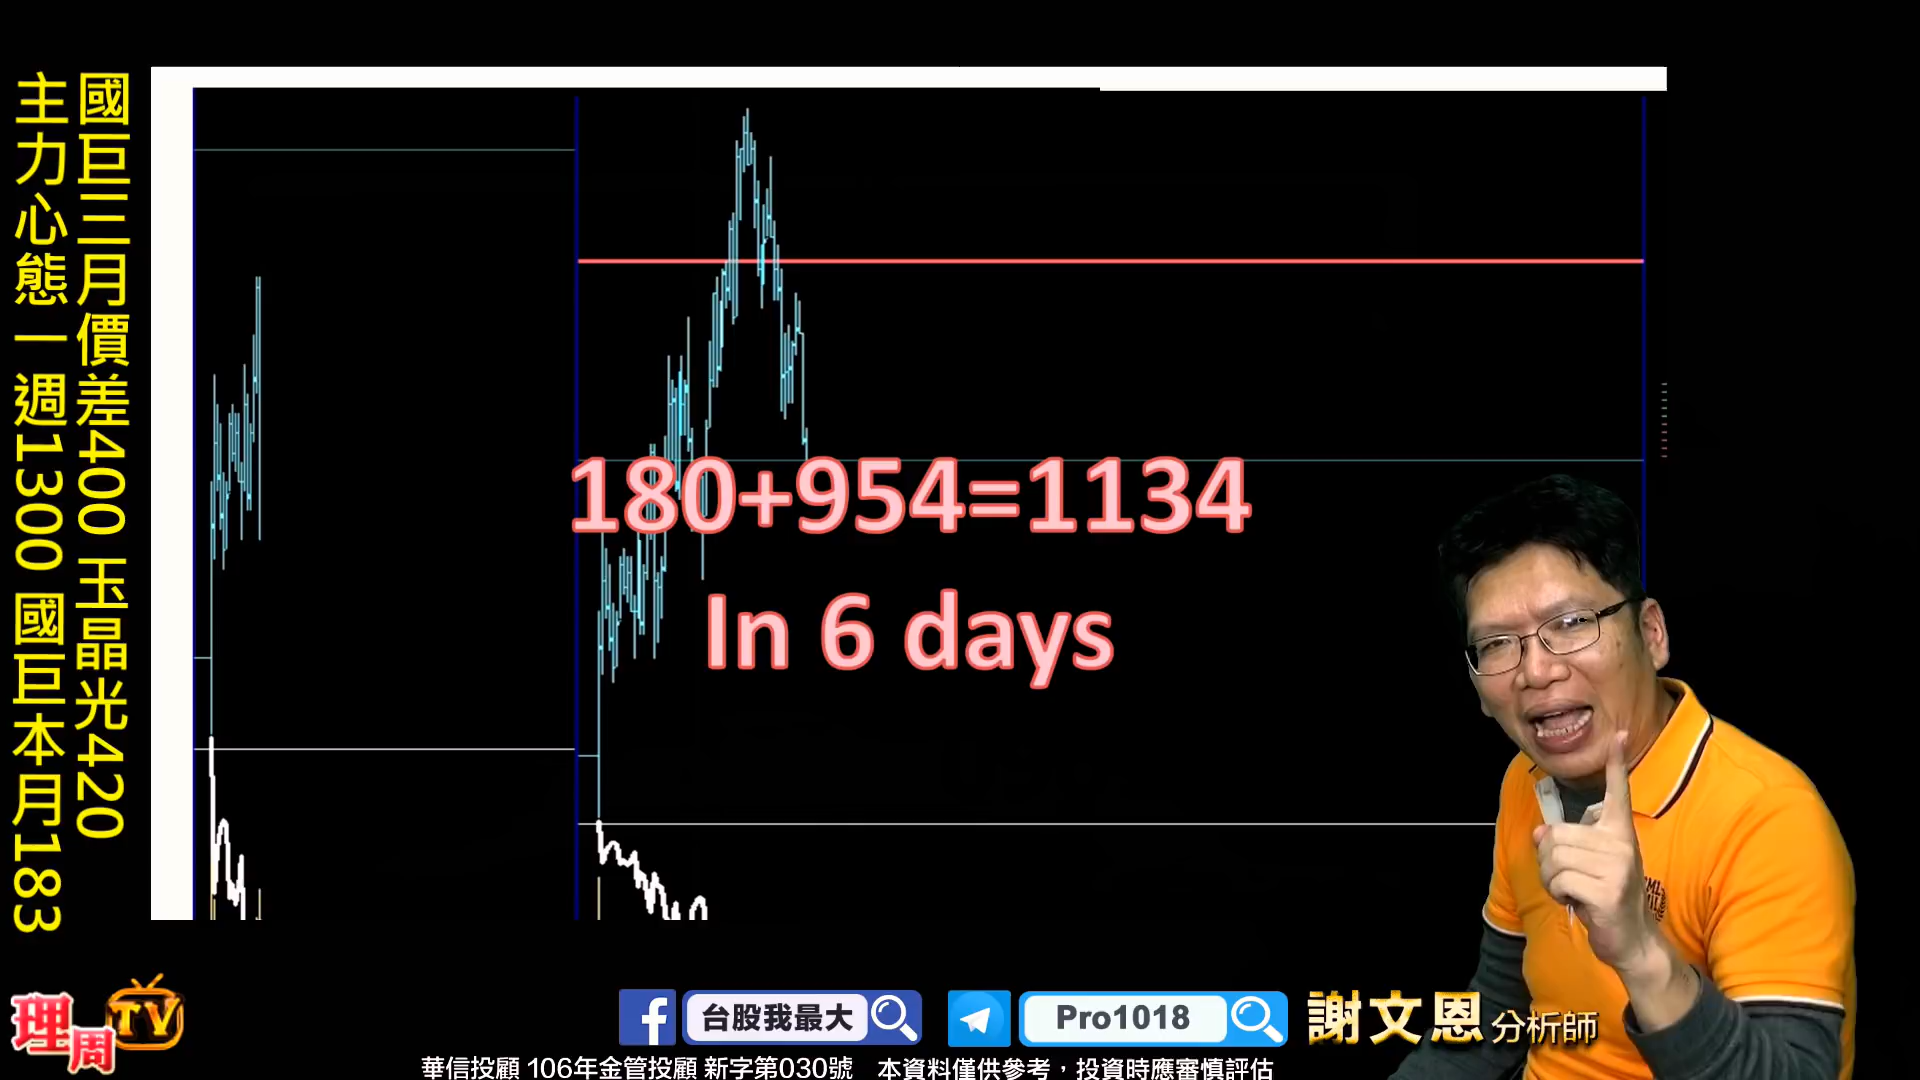 國巨三月價差400 玉晶光420
主力心態一週1300 國巨本月183
180+954=1134
In 6 days
理周TV
台股我最大
Pro1018
謝文恩 分析師
華信投顧 106年金管投顧 新字第030號 本資料僅供參考，投資時應審慎評估